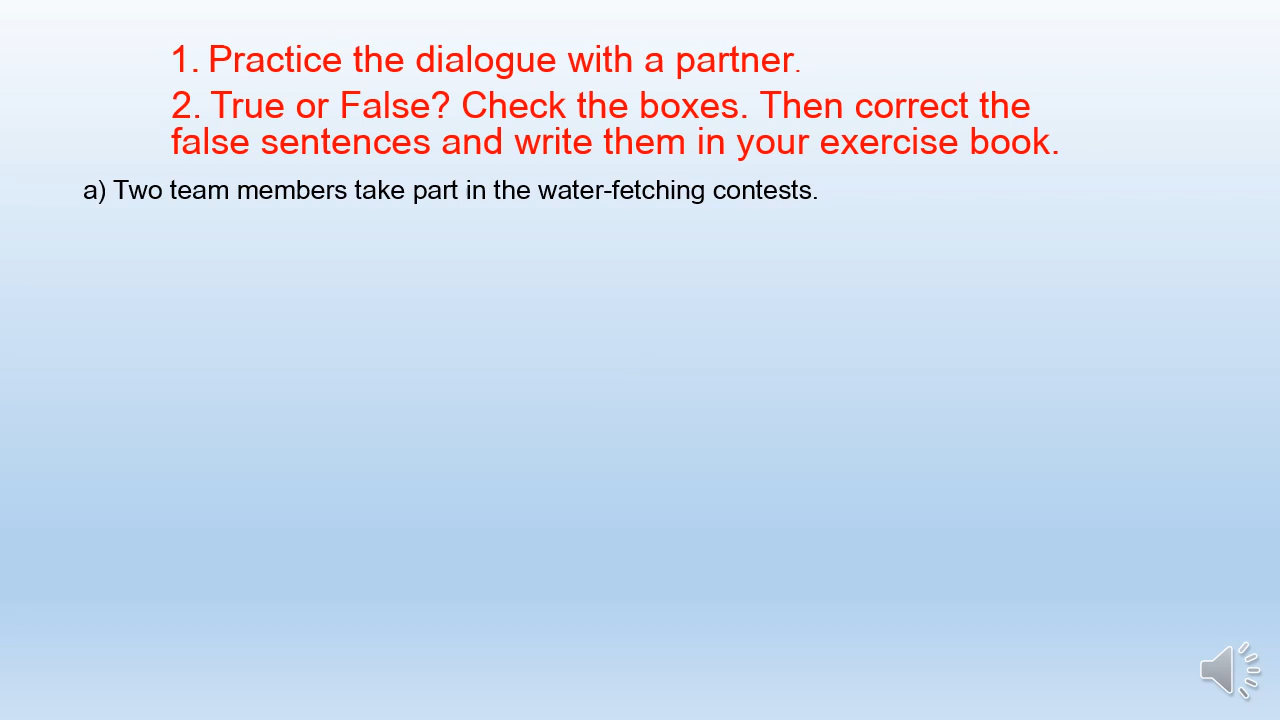 1. Practice the dialogue with a partner.
2. True or False? Check the boxes. Then correct the
false sentences and write them in your exercise book.
a) Two team members take part in the water-fetching contests.